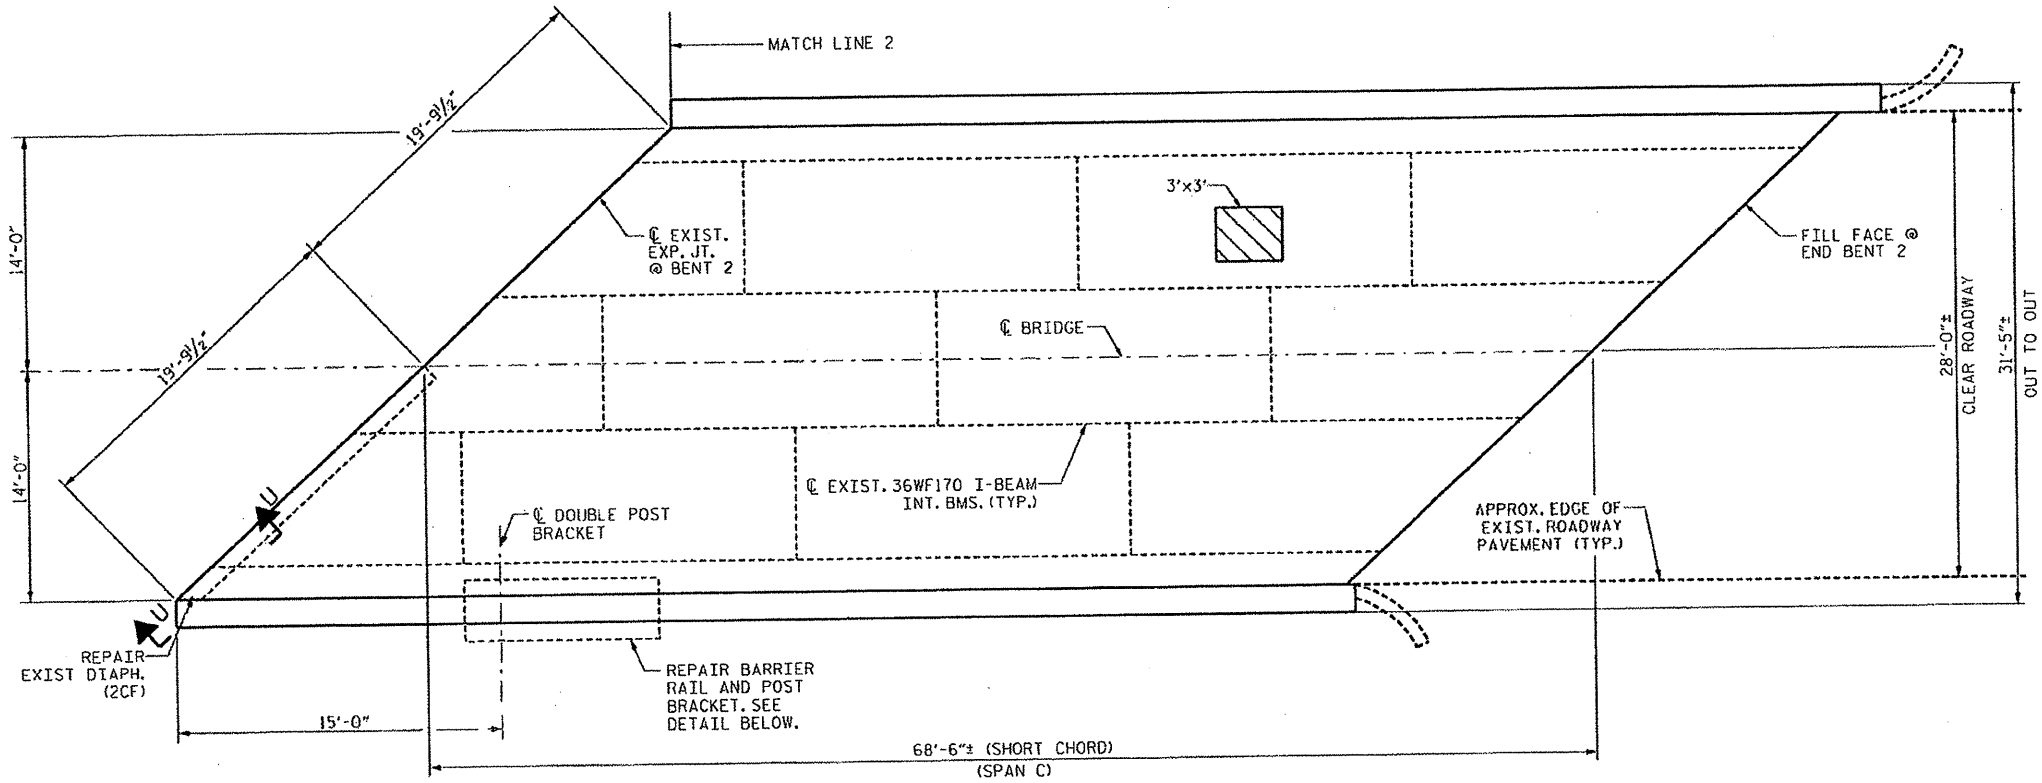 MATCH LINE 2
19'-9½"
3'x3'
℄ EXIST.
EXP. JT.
@ BENT 2
FILL FACE @
END BENT 2
14'-0"
℄ BRIDGE
28'-0"±
CLEAR ROADWAY
31'-5"±
OUT TO OUT
19'-9½"
14'-0"
℄ EXIST. 36WF170 I-BEAM
INT. BMS. (TYP.)
℄ DOUBLE POST
BRACKET
APPROX. EDGE OF
EXIST. ROADWAY
PAVEMENT (TYP.)
U
U
REPAIR
EXIST DIAPH.
(2CF)
REPAIR BARRIER
RAIL AND POST
BRACKET. SEE
DETAIL BELOW.
15'-0"
68'-6"± (SHORT CHORD)
(SPAN C)